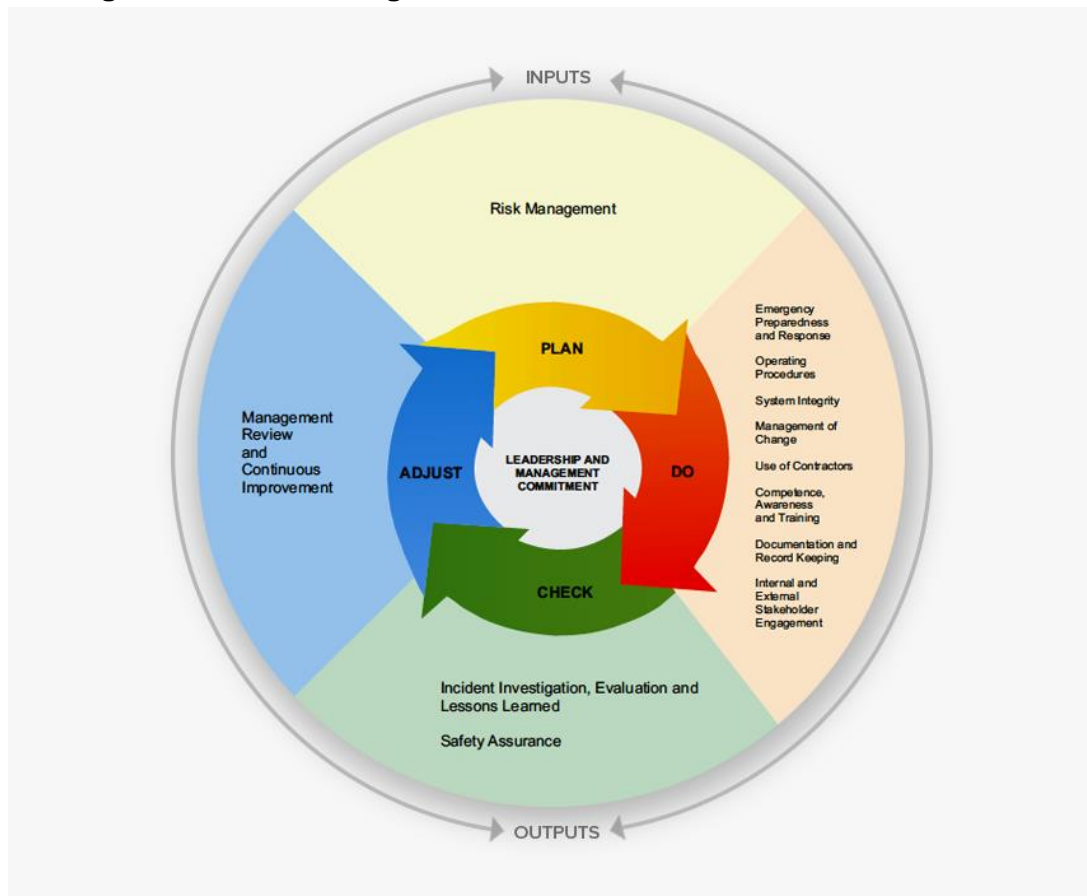 INPUTS
Risk Management
PLAN
Emergency
Preparedness
and Response
Operating
Procedures
System Integrity
Management of
Change
Use of Contractors
Competence,
Awareness
and Training
Documentation and
Record Keeping
Internal and
External
Stakeholder
Engagement
DO
LEADERSHIP AND
MANAGEMENT
COMMITMENT
ADJUST
Management
Review
and
Continuous
Improvement
CHECK
Incident Investigation, Evaluation and
Lessons Learned
Safety Assurance
OUTPUTS